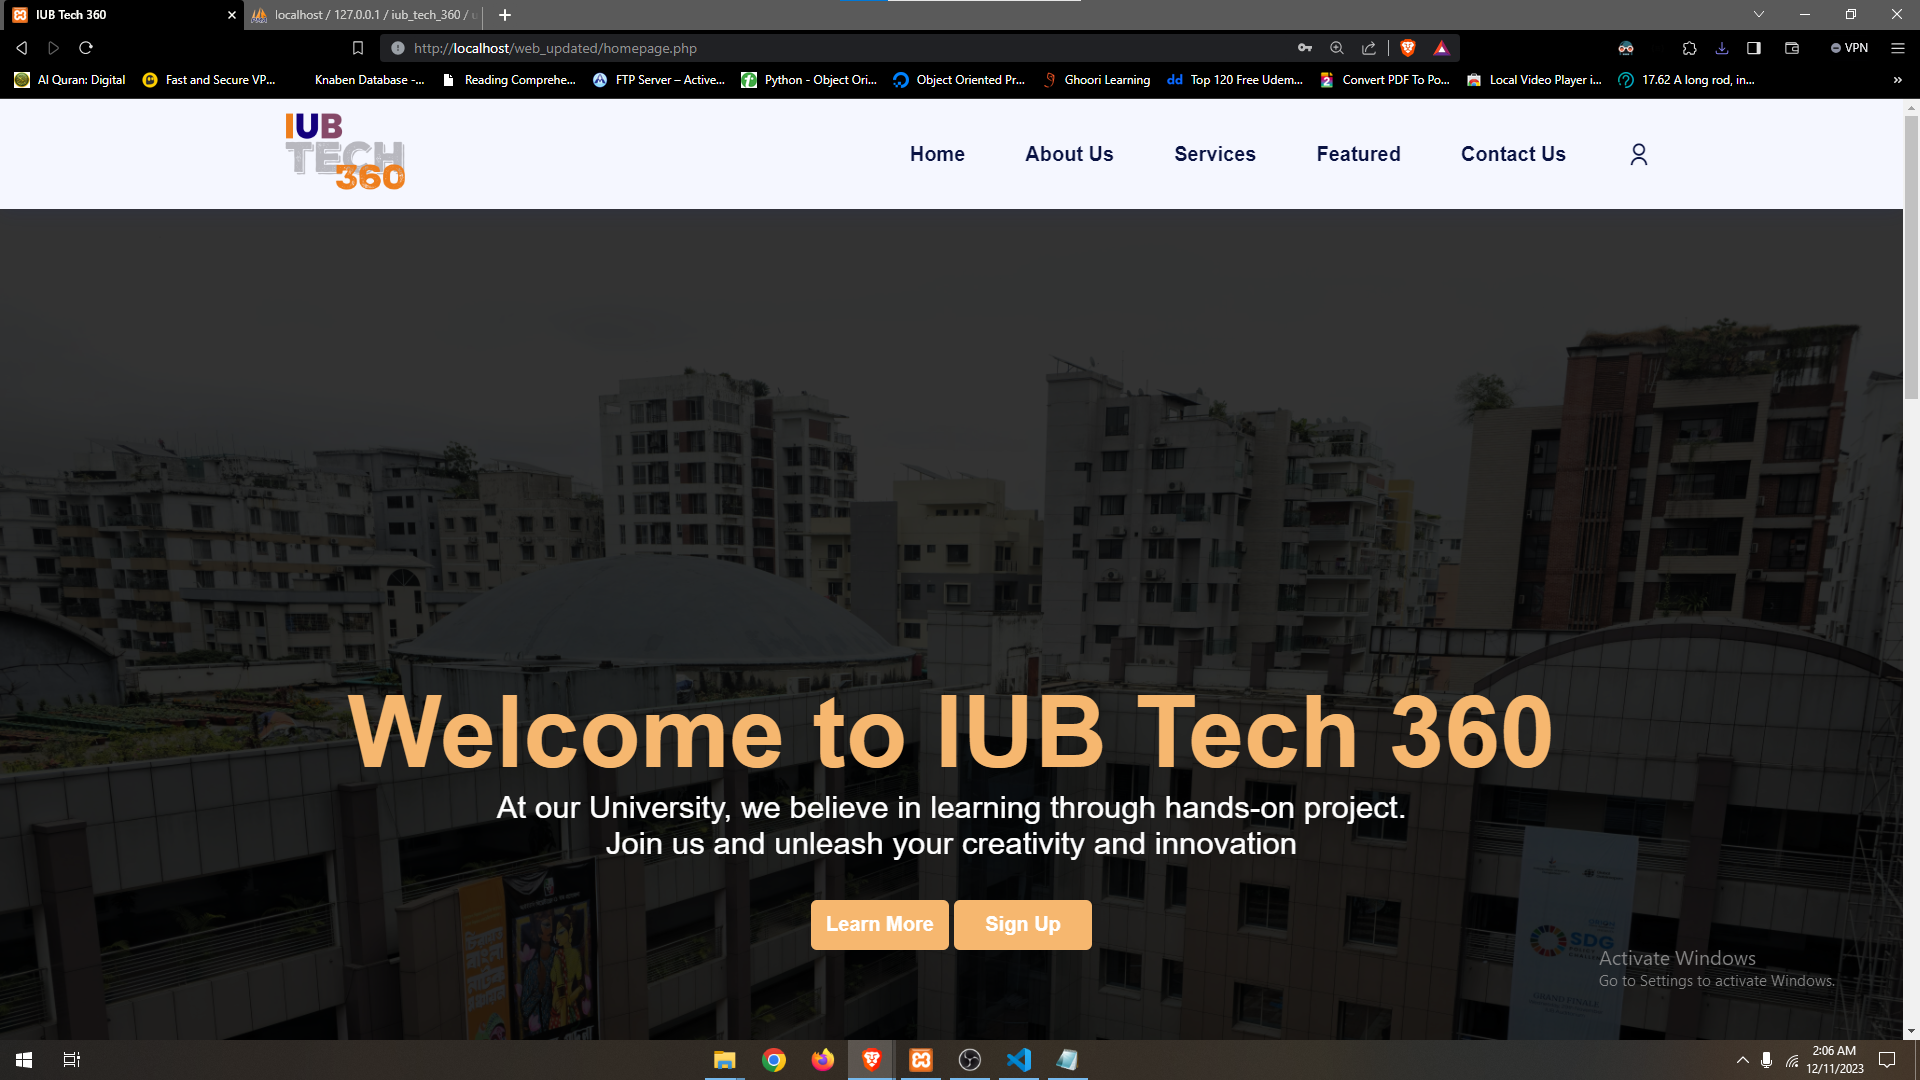 IUB Tech 360
localhost / 127.0.0.1 / iub_tech_360 / u
http://localhost/web_updated/homepage.php
VPN
Al Quran: Digital
Fast and Secure VP...
Knaben Database -...
Reading Comprehe...
FTP Server – Active...
Python - Object Ori...
Object Oriented Pr...
Ghoori Learning
dd Top 120 Free Udem...
Convert PDF To Po...
Local Video Player i...
17.62 A long rod, in...
»
IUB
TECH
360
Home
About Us
Services
Featured
Contact Us
Welcome to IUB Tech 360
At our University, we believe in learning through hands-on project.
Join us and unleash your creativity and innovation
Learn More
Sign Up
SDG
GRAND FINALE
Activate Windows
Go to Settings to activate Windows.
2:06 AM
12/11/2023